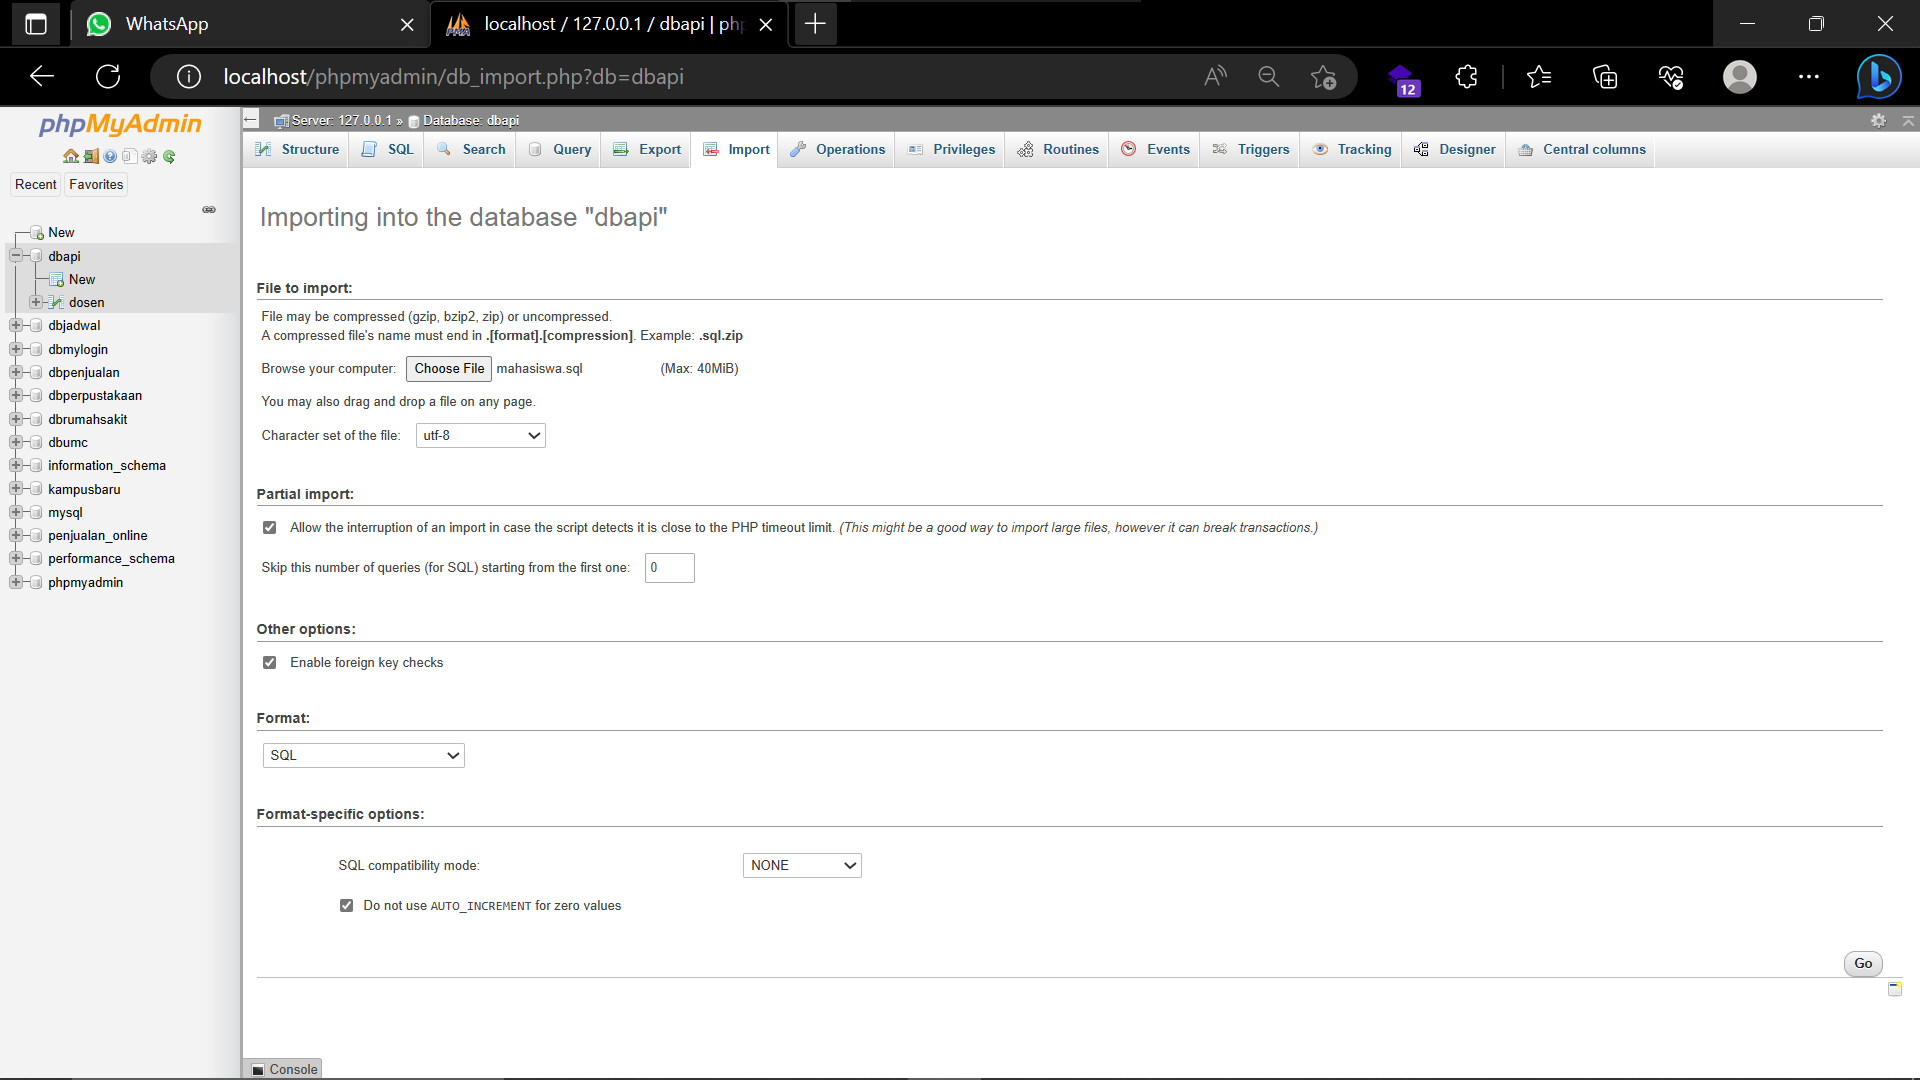 WhatsApp
localhost / 127.0.0.1 / dbapi | php
localhost/phpmyadmin/db_import.php?db=dbapi
12
phpMyAdmin
Recent
Favorites
New
dbapi
New
dosen
dbjadwal
dbmylogin
dbpenjualan
dbperpustakaan
dbrumahsakit
dbumc
information_schema
kampusbaru
mysql
penjualan_online
performance_schema
phpmyadmin
Server: 127.0.0.1 » Database: dbapi
Structure SQL Search Query Export Import Operations Privileges Routines Events Triggers Tracking Designer Central columns
Importing into the database "dbapi"
File to import:
File may be compressed (gzip, bzip2, zip) or uncompressed.
A compressed file's name must end in .[format].[compression]. Example: .sql.zip
Browse your computer: Choose File mahasiswa.sql (Max: 40MiB)
You may also drag and drop a file on any page.
Character set of the file: utf-8
Partial import:
Allow the interruption of an import in case the script detects it is close to the PHP timeout limit. (This might be a good way to import large files, however it can break transactions.)
Skip this number of queries (for SQL) starting from the first one: 0
Other options:
Enable foreign key checks
Format:
SQL
Format-specific options:
SQL compatibility mode: NONE
Do not use AUTO_INCREMENT for zero values
Go
Console